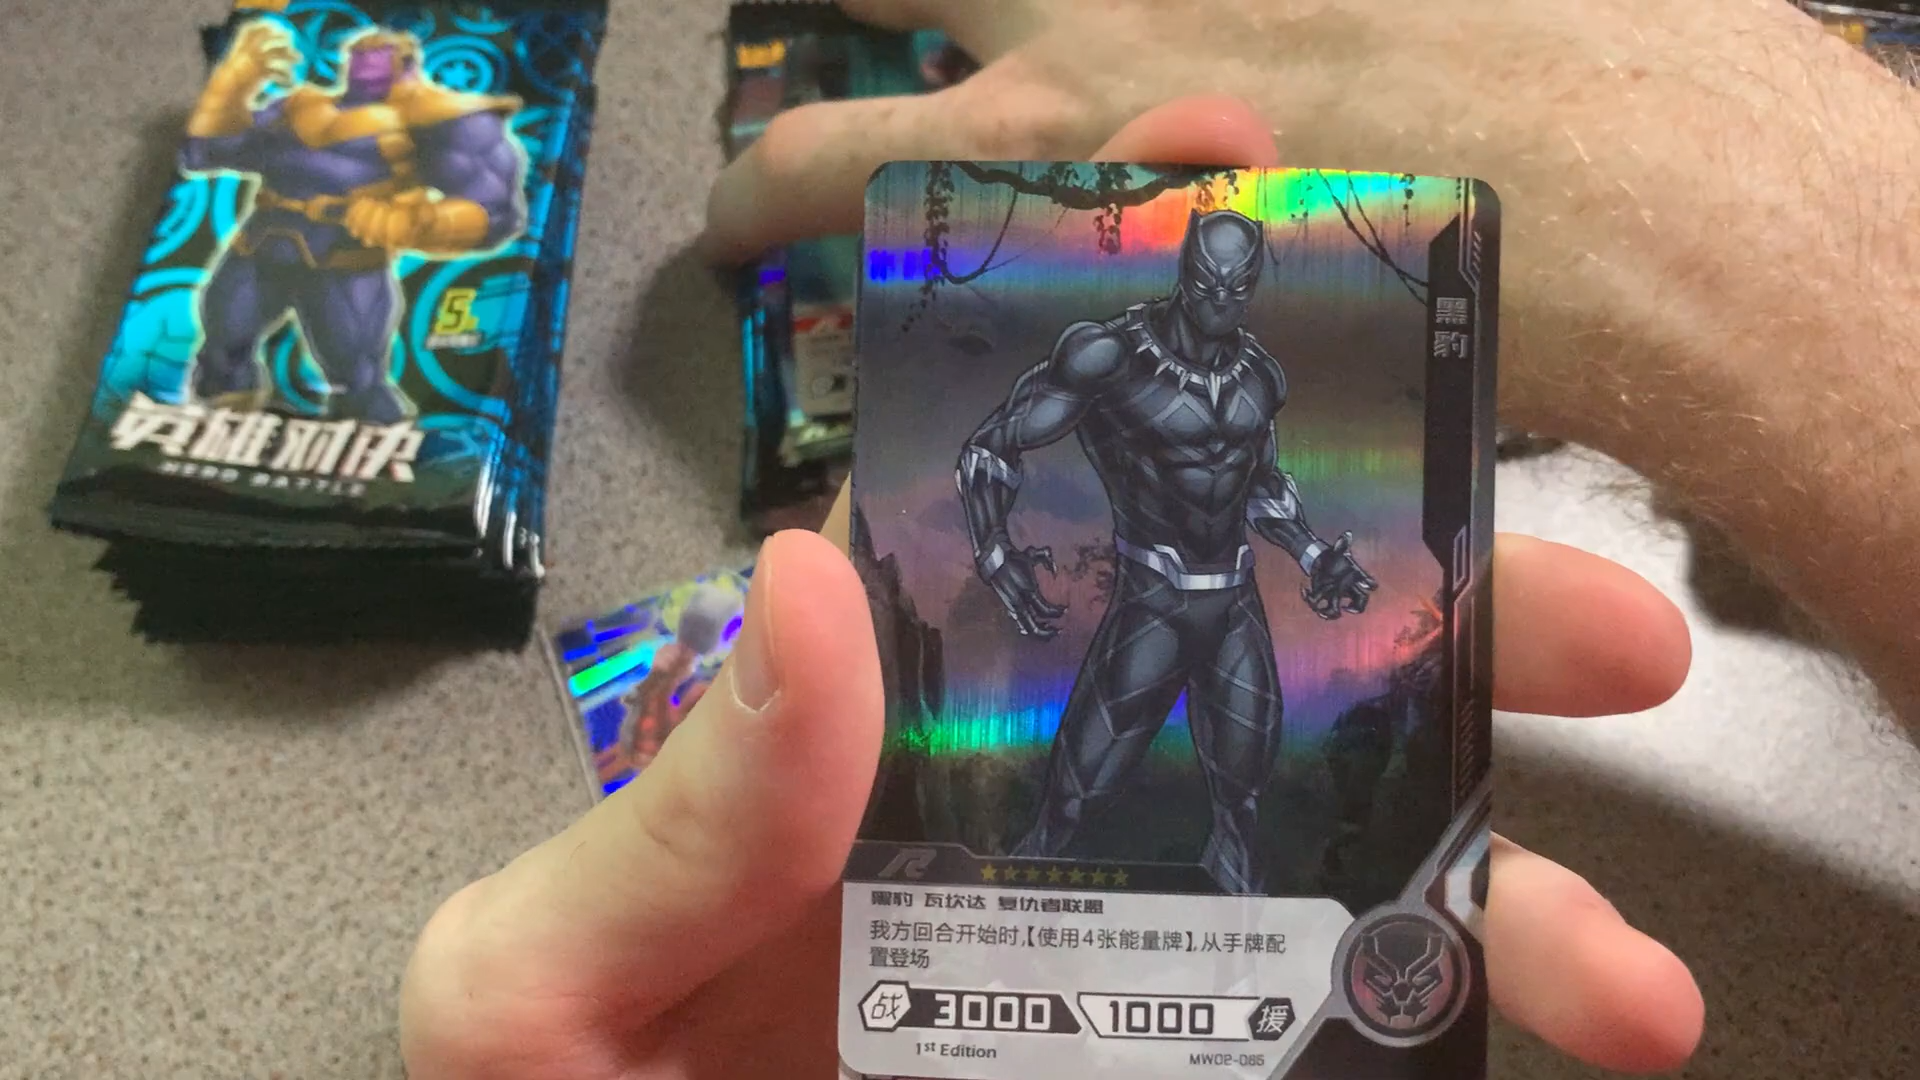 英雄对决
HERO BATTLE
5
黑豹
R
黑豹 瓦坎达 复仇者联盟
我方回合开始时,【使用4张能量牌】,从手牌配
置登场
战 3000 1000 援
1st Edition
MW02-085